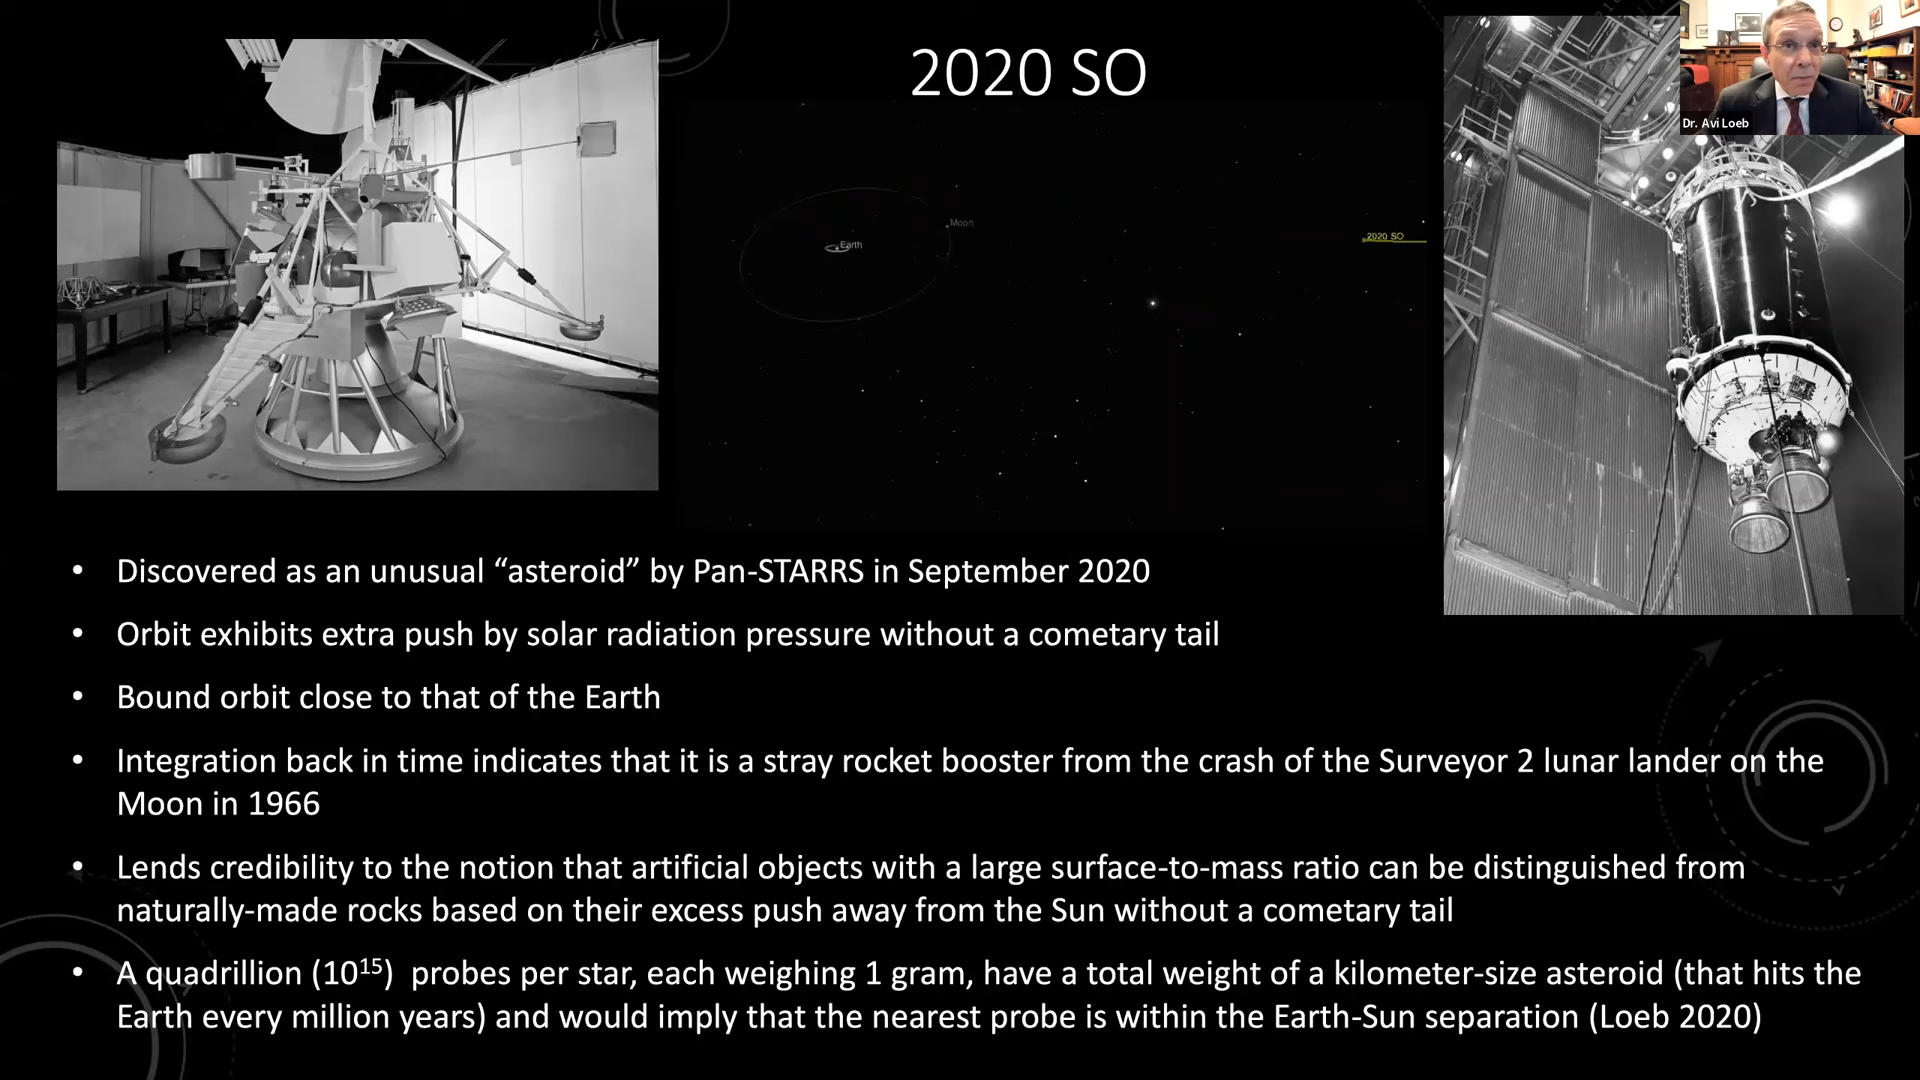 2020 SO
Dr. Avi Loeb
Moon
Earth
2020 SO
• Discovered as an unusual “asteroid” by Pan-STARRS in September 2020
• Orbit exhibits extra push by solar radiation pressure without a cometary tail
• Bound orbit close to that of the Earth
• Integration back in time indicates that it is a stray rocket booster from the crash of the Surveyor 2 lunar lander on the
Moon in 1966
• Lends credibility to the notion that artificial objects with a large surface-to-mass ratio can be distinguished from
naturally-made rocks based on their excess push away from the Sun without a cometary tail
• A quadrillion (10¹⁵) probes per star, each weighing 1 gram, have a total weight of a kilometer-size asteroid (that hits the
Earth every million years) and would imply that the nearest probe is within the Earth-Sun separation (Loeb 2020)